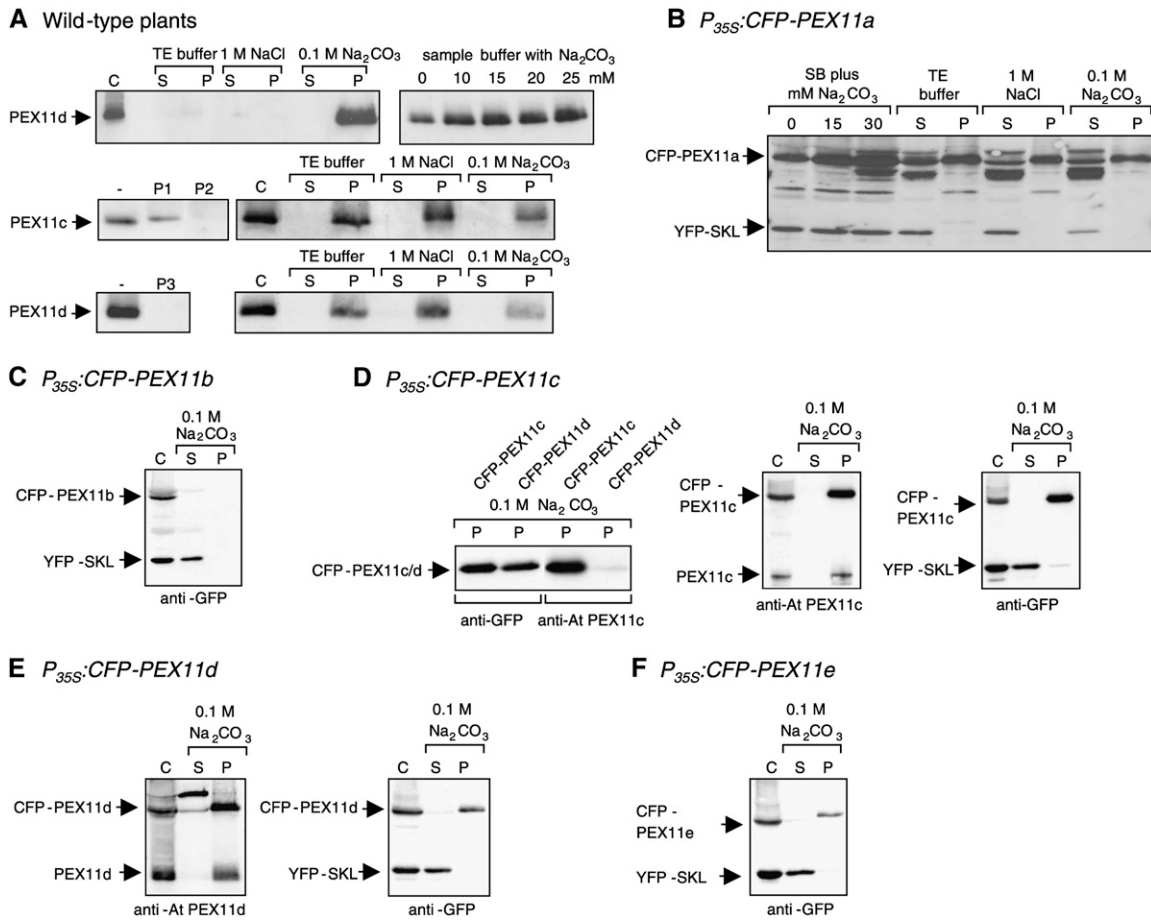 A Wild-type plants
TE buffer 1 M NaCl 0.1 M Na2CO3 sample buffer with Na2CO3
C S P S P S P 0 10 15 20 25 mM
PEX11d
TE buffer 1 M NaCl 0.1 M Na2CO3
- P1 P2 C S P S P S P
PEX11c
TE buffer 1 M NaCl 0.1 M Na2CO3
- P3 C S P S P S P
PEX11d
B P35S:CFP-PEX11a
SB plus TE 1 M 0.1 M
mM Na2CO3 buffer NaCl Na2CO3
0 15 30 S P S P S P
CFP-PEX11a
YFP-SKL
C P35S:CFP-PEX11b
0.1 M
Na2CO3
C S P
CFP-PEX11b
YFP-SKL
anti-GFP
D P35S:CFP-PEX11c
CFP-PEX11c CFP-PEX11d CFP-PEX11c CFP-PEX11d
0.1 M Na2CO3
P P P P
CFP-PEX11c/d
anti-GFP anti-At PEX11c
0.1 M
Na2CO3
C S P
CFP -
PEX11c
PEX11c
anti-At PEX11c
0.1 M
Na2CO3
C S P
CFP -
PEX11c
YFP-SKL
anti-GFP
E P35S:CFP-PEX11d
0.1 M
Na2CO3
C S P
CFP-PEX11d
PEX11d
anti-At PEX11d
0.1 M
Na2CO3
C S P
CFP-PEX11d
YFP-SKL
anti-GFP
F P35S:CFP-PEX11e
0.1 M
Na2CO3
C S P
CFP -
PEX11e
YFP-SKL
anti-GFP